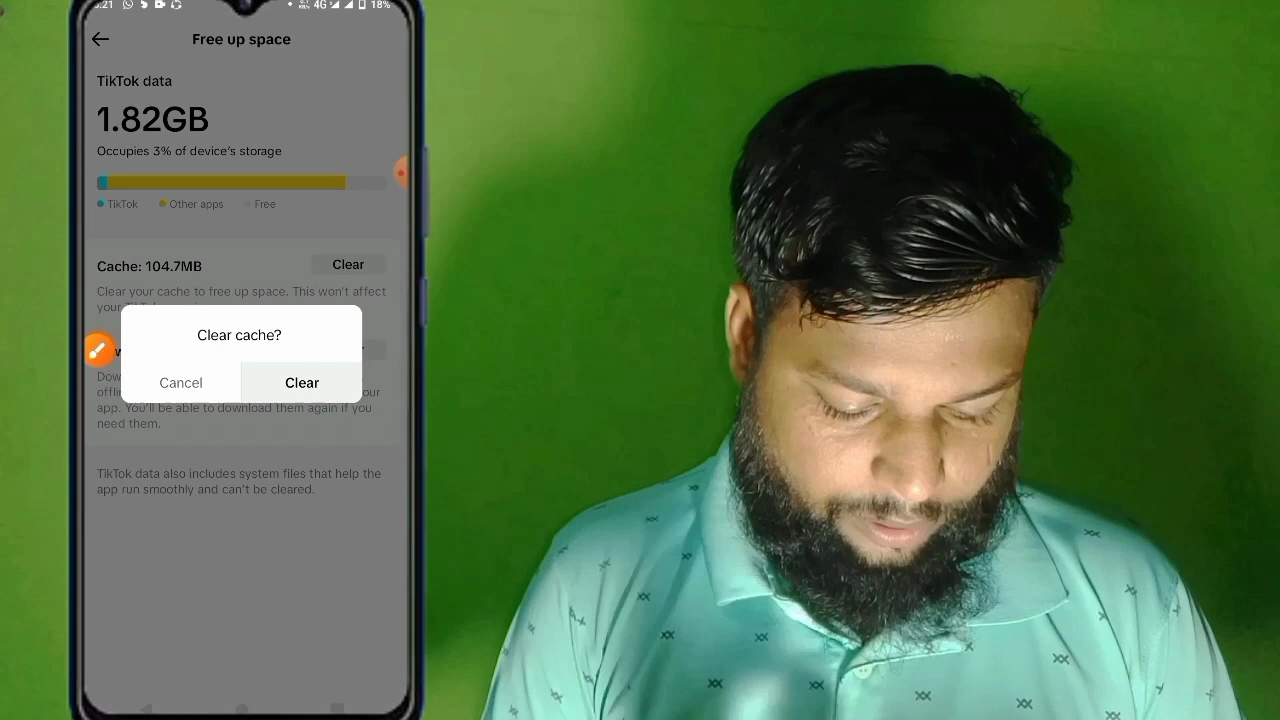 4G 18%
Free up space
TikTok data
1.82GB
Occupies 3% of device's storage
TikTok Other apps Free
Cache: 104.7MB Clear
Clear your cache to free up space. This won't affect
your
Clear cache?
Cancel Clear
app. You'll be able to download them again if you
need them.
TikTok data also includes system files that help the
app run smoothly and can't be cleared.